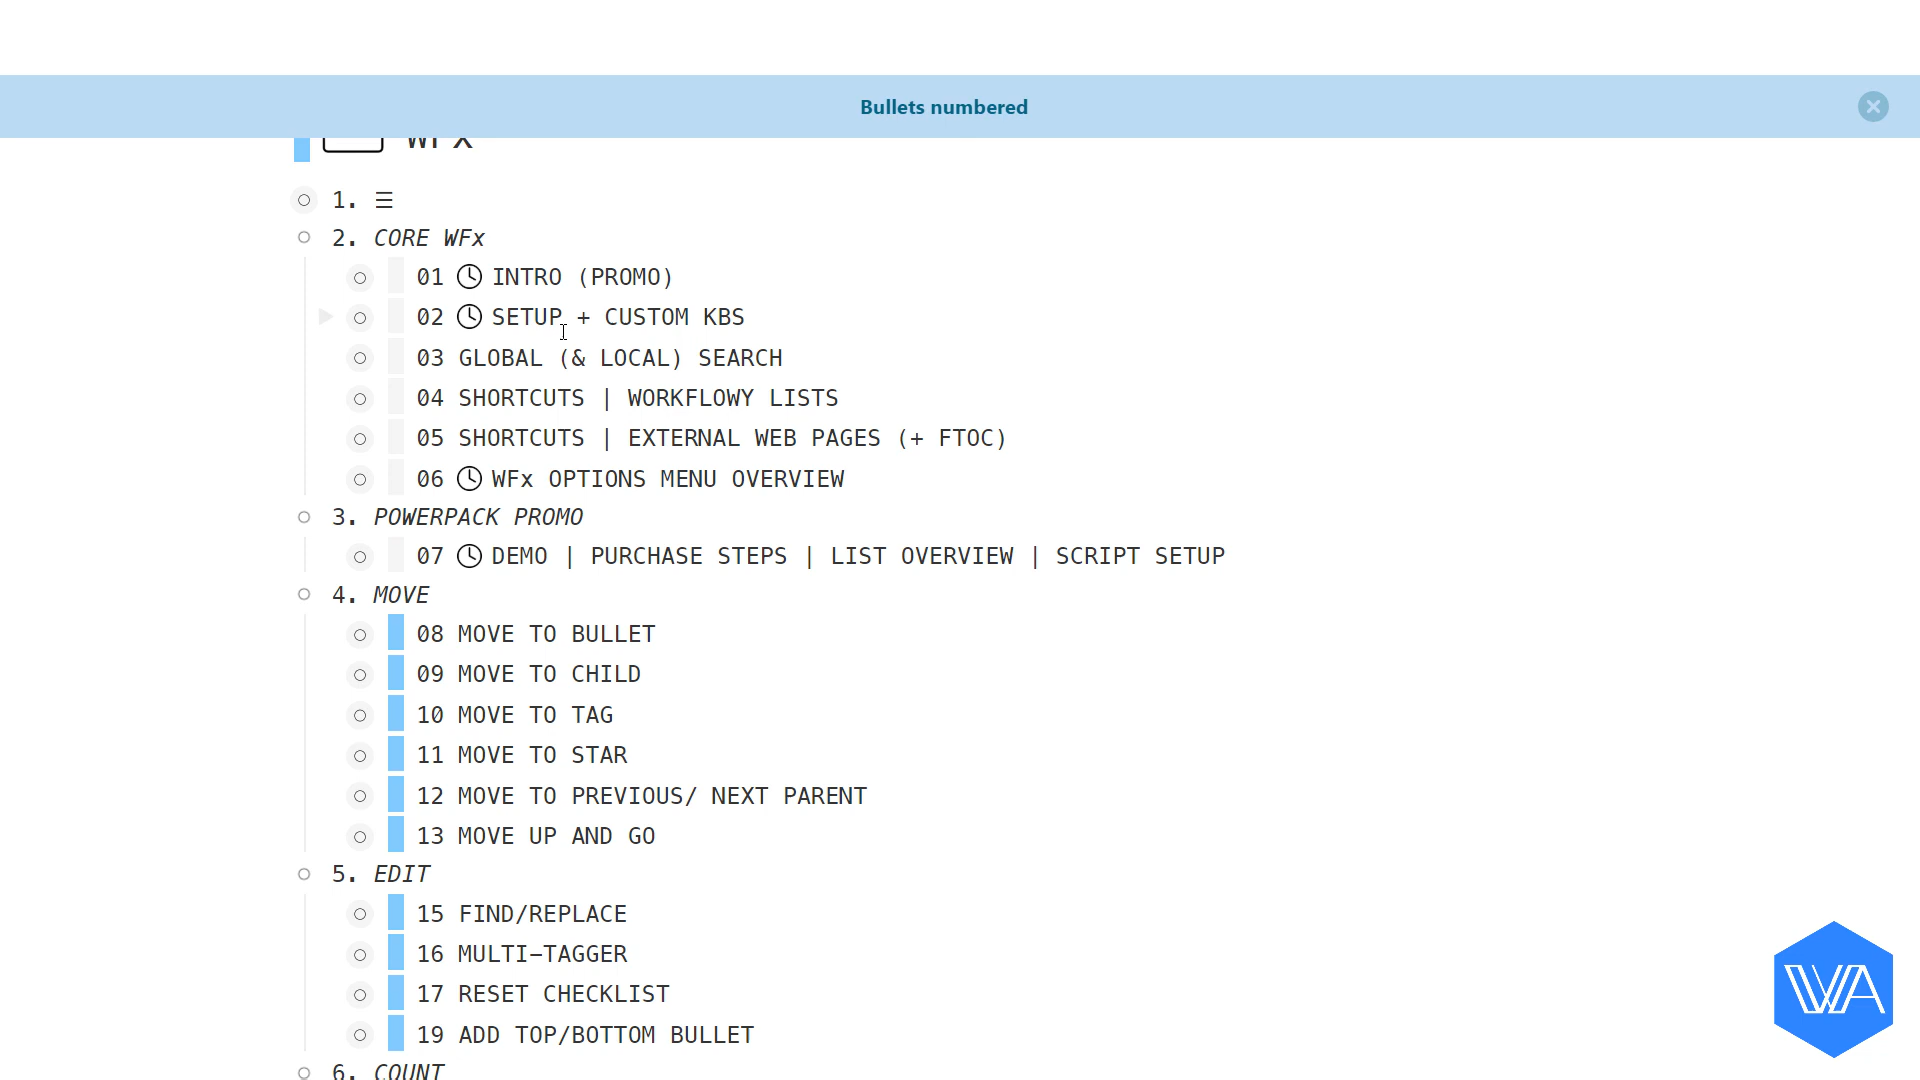 Bullets numbered
WFX
1. ☰
2. CORE WFx
01 INTRO (PROMO)
02 SETUP + CUSTOM KBS
03 GLOBAL (& LOCAL) SEARCH
04 SHORTCUTS | WORKFLOWY LISTS
05 SHORTCUTS | EXTERNAL WEB PAGES (+ FTOC)
06 WFx OPTIONS MENU OVERVIEW
3. POWERPACK PROMO
07 DEMO | PURCHASE STEPS | LIST OVERVIEW | SCRIPT SETUP
4. MOVE
08 MOVE TO BULLET
09 MOVE TO CHILD
10 MOVE TO TAG
11 MOVE TO STAR
12 MOVE TO PREVIOUS/ NEXT PARENT
13 MOVE UP AND GO
5. EDIT
15 FIND/REPLACE
16 MULTI-TAGGER
17 RESET CHECKLIST
19 ADD TOP/BOTTOM BULLET
6. COUNT
WA